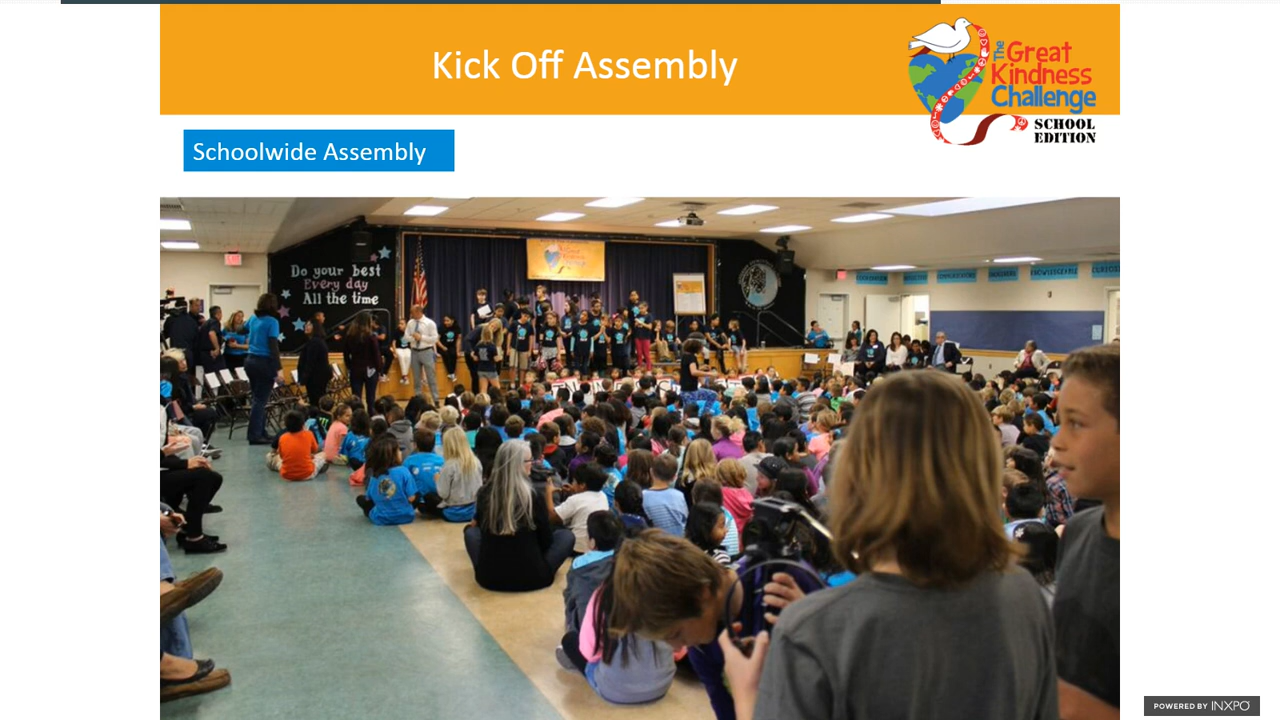 Kick Off Assembly
The Great
Kindness
Challenge
SCHOOL
EDITION
Schoolwide Assembly
Do your best
Every day
All the time
KNOWLEDGEABLE
POWERED BY INXPO